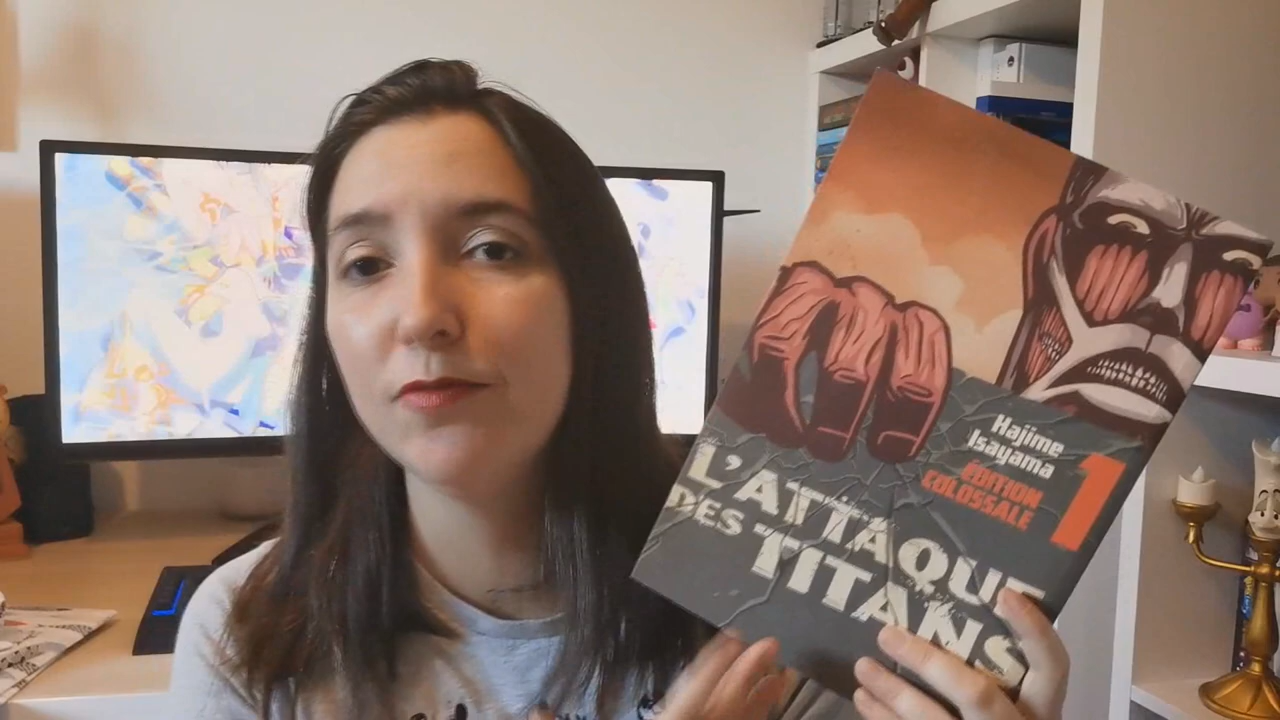 Hajime
Isayama
ÉDITION
COLOSSALE
1
L'ATTAQUE
DES TITANS